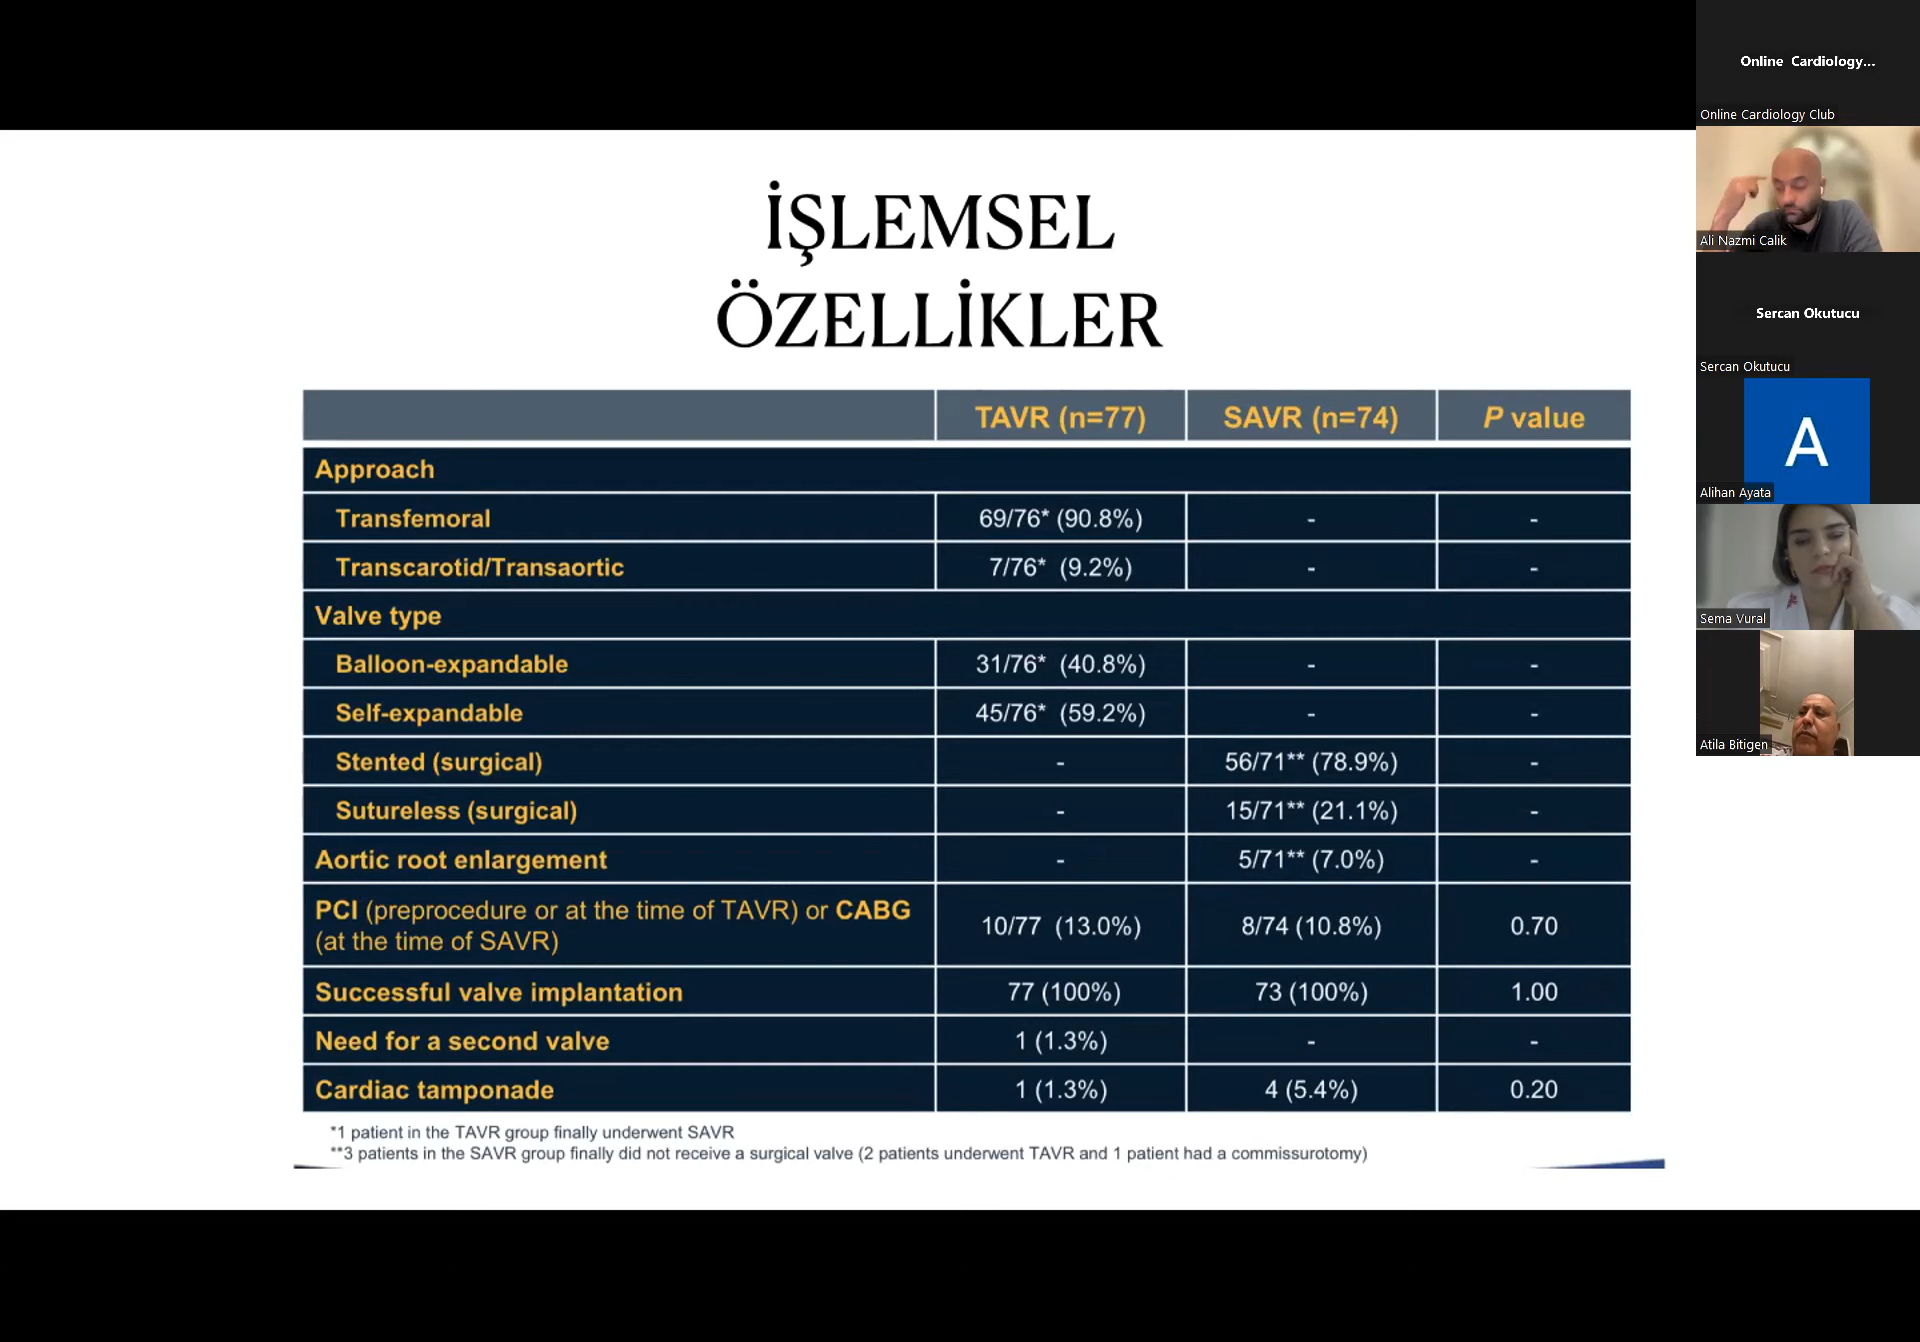 İŞLEMSEL
ÖZELLİKLER
TAVR (n=77) SAVR (n=74) P value
Approach
Transfemoral 69/76* (90.8%) - -
Transcarotid/Transaortic 7/76* (9.2%) - -
Valve type
Balloon-expandable 31/76* (40.8%) - -
Self-expandable 45/76* (59.2%) - -
Stented (surgical) - 56/71** (78.9%) -
Sutureless (surgical) - 15/71** (21.1%) -
Aortic root enlargement - 5/71** (7.0%) -
PCI (preprocedure or at the time of TAVR) or CABG
(at the time of SAVR) 10/77 (13.0%) 8/74 (10.8%) 0.70
Successful valve implantation 77 (100%) 73 (100%) 1.00
Need for a second valve 1 (1.3%) - -
Cardiac tamponade 1 (1.3%) 4 (5.4%) 0.20
*1 patient in the TAVR group finally underwent SAVR
**3 patients in the SAVR group finally did not receive a surgical valve (2 patients underwent TAVR and 1 patient had a commissurotomy)
Online Cardiology...
Online Cardiology Club
Ali Nazmi Calik
Sercan Okutucu
Sercan Okutucu
A
Alihan Ayata
Sema Vural
Atila Bitigen